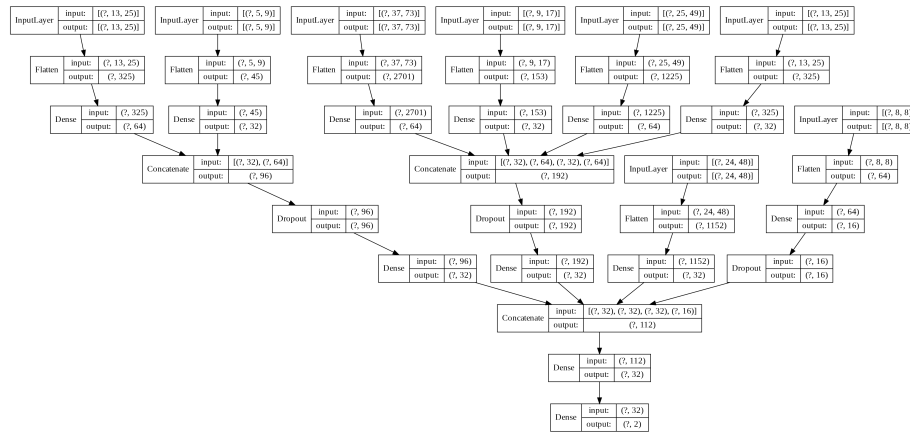 InputLayer input: [(?, 13, 25)] output: [(?, 13, 25)]
InputLayer input: [(?, 5, 9)] output: [(?, 5, 9)]
InputLayer input: [(?, 37, 73)] output: [(?, 37, 73)]
InputLayer input: [(?, 9, 17)] output: [(?, 9, 17)]
InputLayer input: [(?, 25, 49)] output: [(?, 25, 49)]
InputLayer input: [(?, 13, 25)] output: [(?, 13, 25)]
Flatten input: (?, 13, 25) output: (?, 325)
Flatten input: (?, 5, 9) output: (?, 45)
Flatten input: (?, 37, 73) output: (?, 2701)
Flatten input: (?, 9, 17) output: (?, 153)
Flatten input: (?, 25, 49) output: (?, 1225)
Flatten input: (?, 13, 25) output: (?, 325)
Dense input: (?, 325) output: (?, 64)
Dense input: (?, 45) output: (?, 32)
Dense input: (?, 2701) output: (?, 64)
Dense input: (?, 153) output: (?, 32)
Dense input: (?, 1225) output: (?, 64)
Dense input: (?, 325) output: (?, 32)
InputLayer input: [(?, 8, 8) output: [(?, 8, 8)
Concatenate input: [(?, 32), (?, 64)] output: (?, 96)
Concatenate input: [(?, 32), (?, 64), (?, 32), (?, 64)] output: (?, 192)
InputLayer input: [(?, 24, 48)] output: [(?, 24, 48)]
Flatten input: (?, 8, 8) output: (?, 64)
Dropout input: (?, 96) output: (?, 96)
Dropout input: (?, 192) output: (?, 192)
Flatten input: (?, 24, 48) output: (?, 1152)
Dense input: (?, 64) output: (?, 16)
Dense input: (?, 96) output: (?, 32)
Dense input: (?, 192) output: (?, 32)
Dense input: (?, 1152) output: (?, 32)
Dropout input: (?, 16) output: (?, 16)
Concatenate input: [(?, 32), (?, 32), (?, 32), (?, 16)] output: (?, 112)
Dense input: (?, 112) output: (?, 32)
Dense input: (?, 32) output: (?, 2)